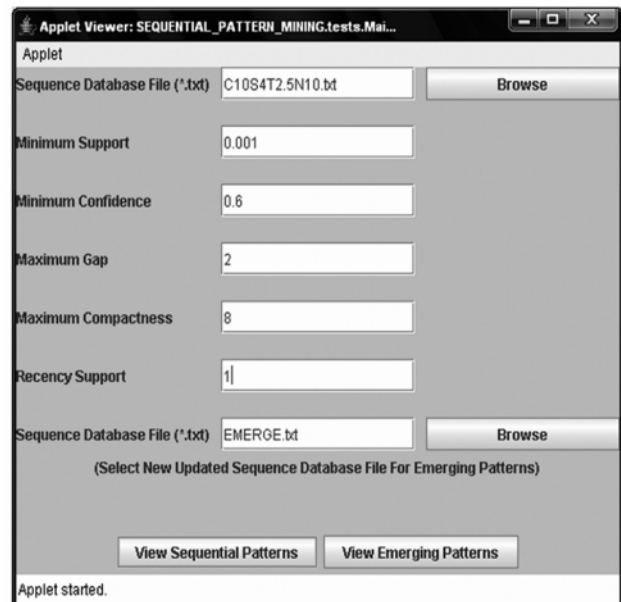 Applet Viewer: SEQUENTIAL_PATTERN_MINING.tests.Mai...
Applet
Sequence Database File (*.txt) C10S4T2.5N10.txt Browse
Minimum Support 0.001
Minimum Confidence 0.6
Maximum Gap 2
Maximum Compactness 8
Recency Support 1
Sequence Database File (*.txt) EMERGE.txt Browse
(Select New Updated Sequence Database File For Emerging Patterns)
View Sequential Patterns View Emerging Patterns
Applet started.